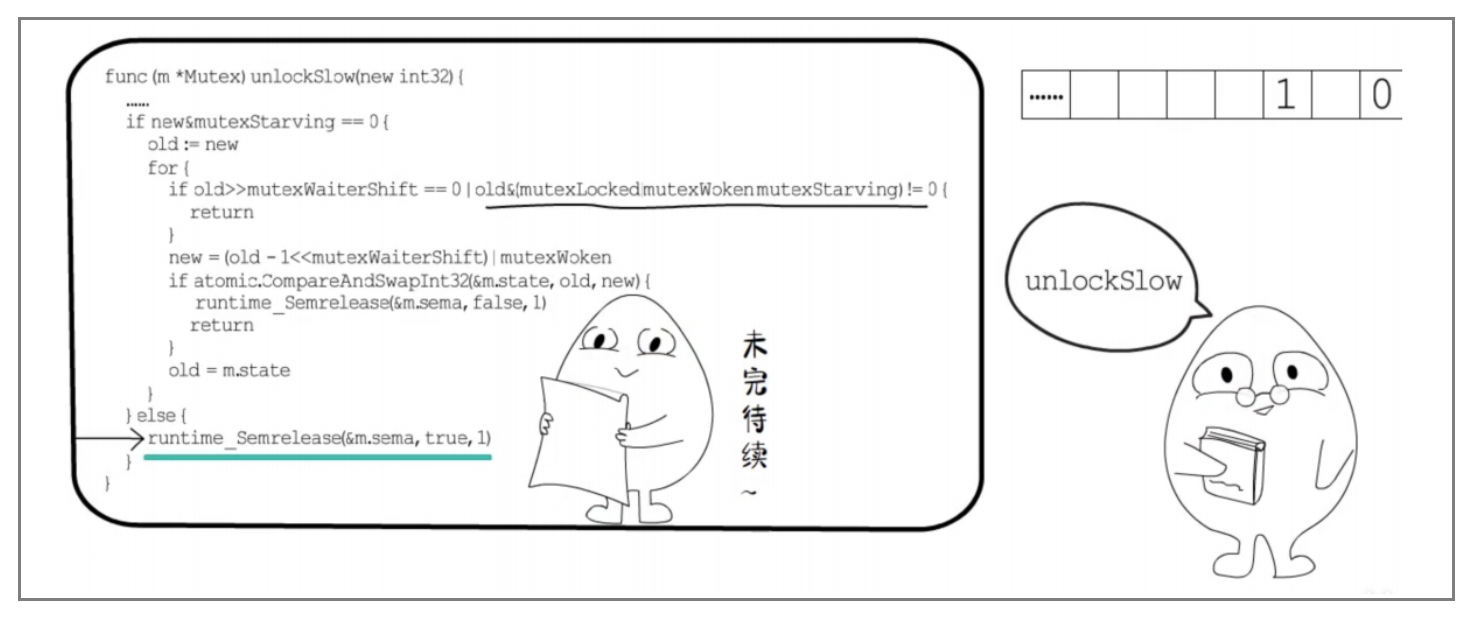 func (m *Mutex) unlockSlow(new int32) {
......
if new&mutexStarving == 0 {
old := new
for {
if old>>mutexWaiterShift == 0 | old&(mutexLocked|mutexWoken|mutexStarving) != 0 {
return
}
new = (old - 1<<mutexWaiterShift) | mutexWoken
if atomic.CompareAndSwapInt32(&m.state, old, new) {
runtime_Semrelease(&m.sema, false, 1)
return
}
old = m.state
}
} else {
runtime_Semrelease(&m.sema, true, 1)
}
}
未完待续~
...... 1 0
unlockSlow